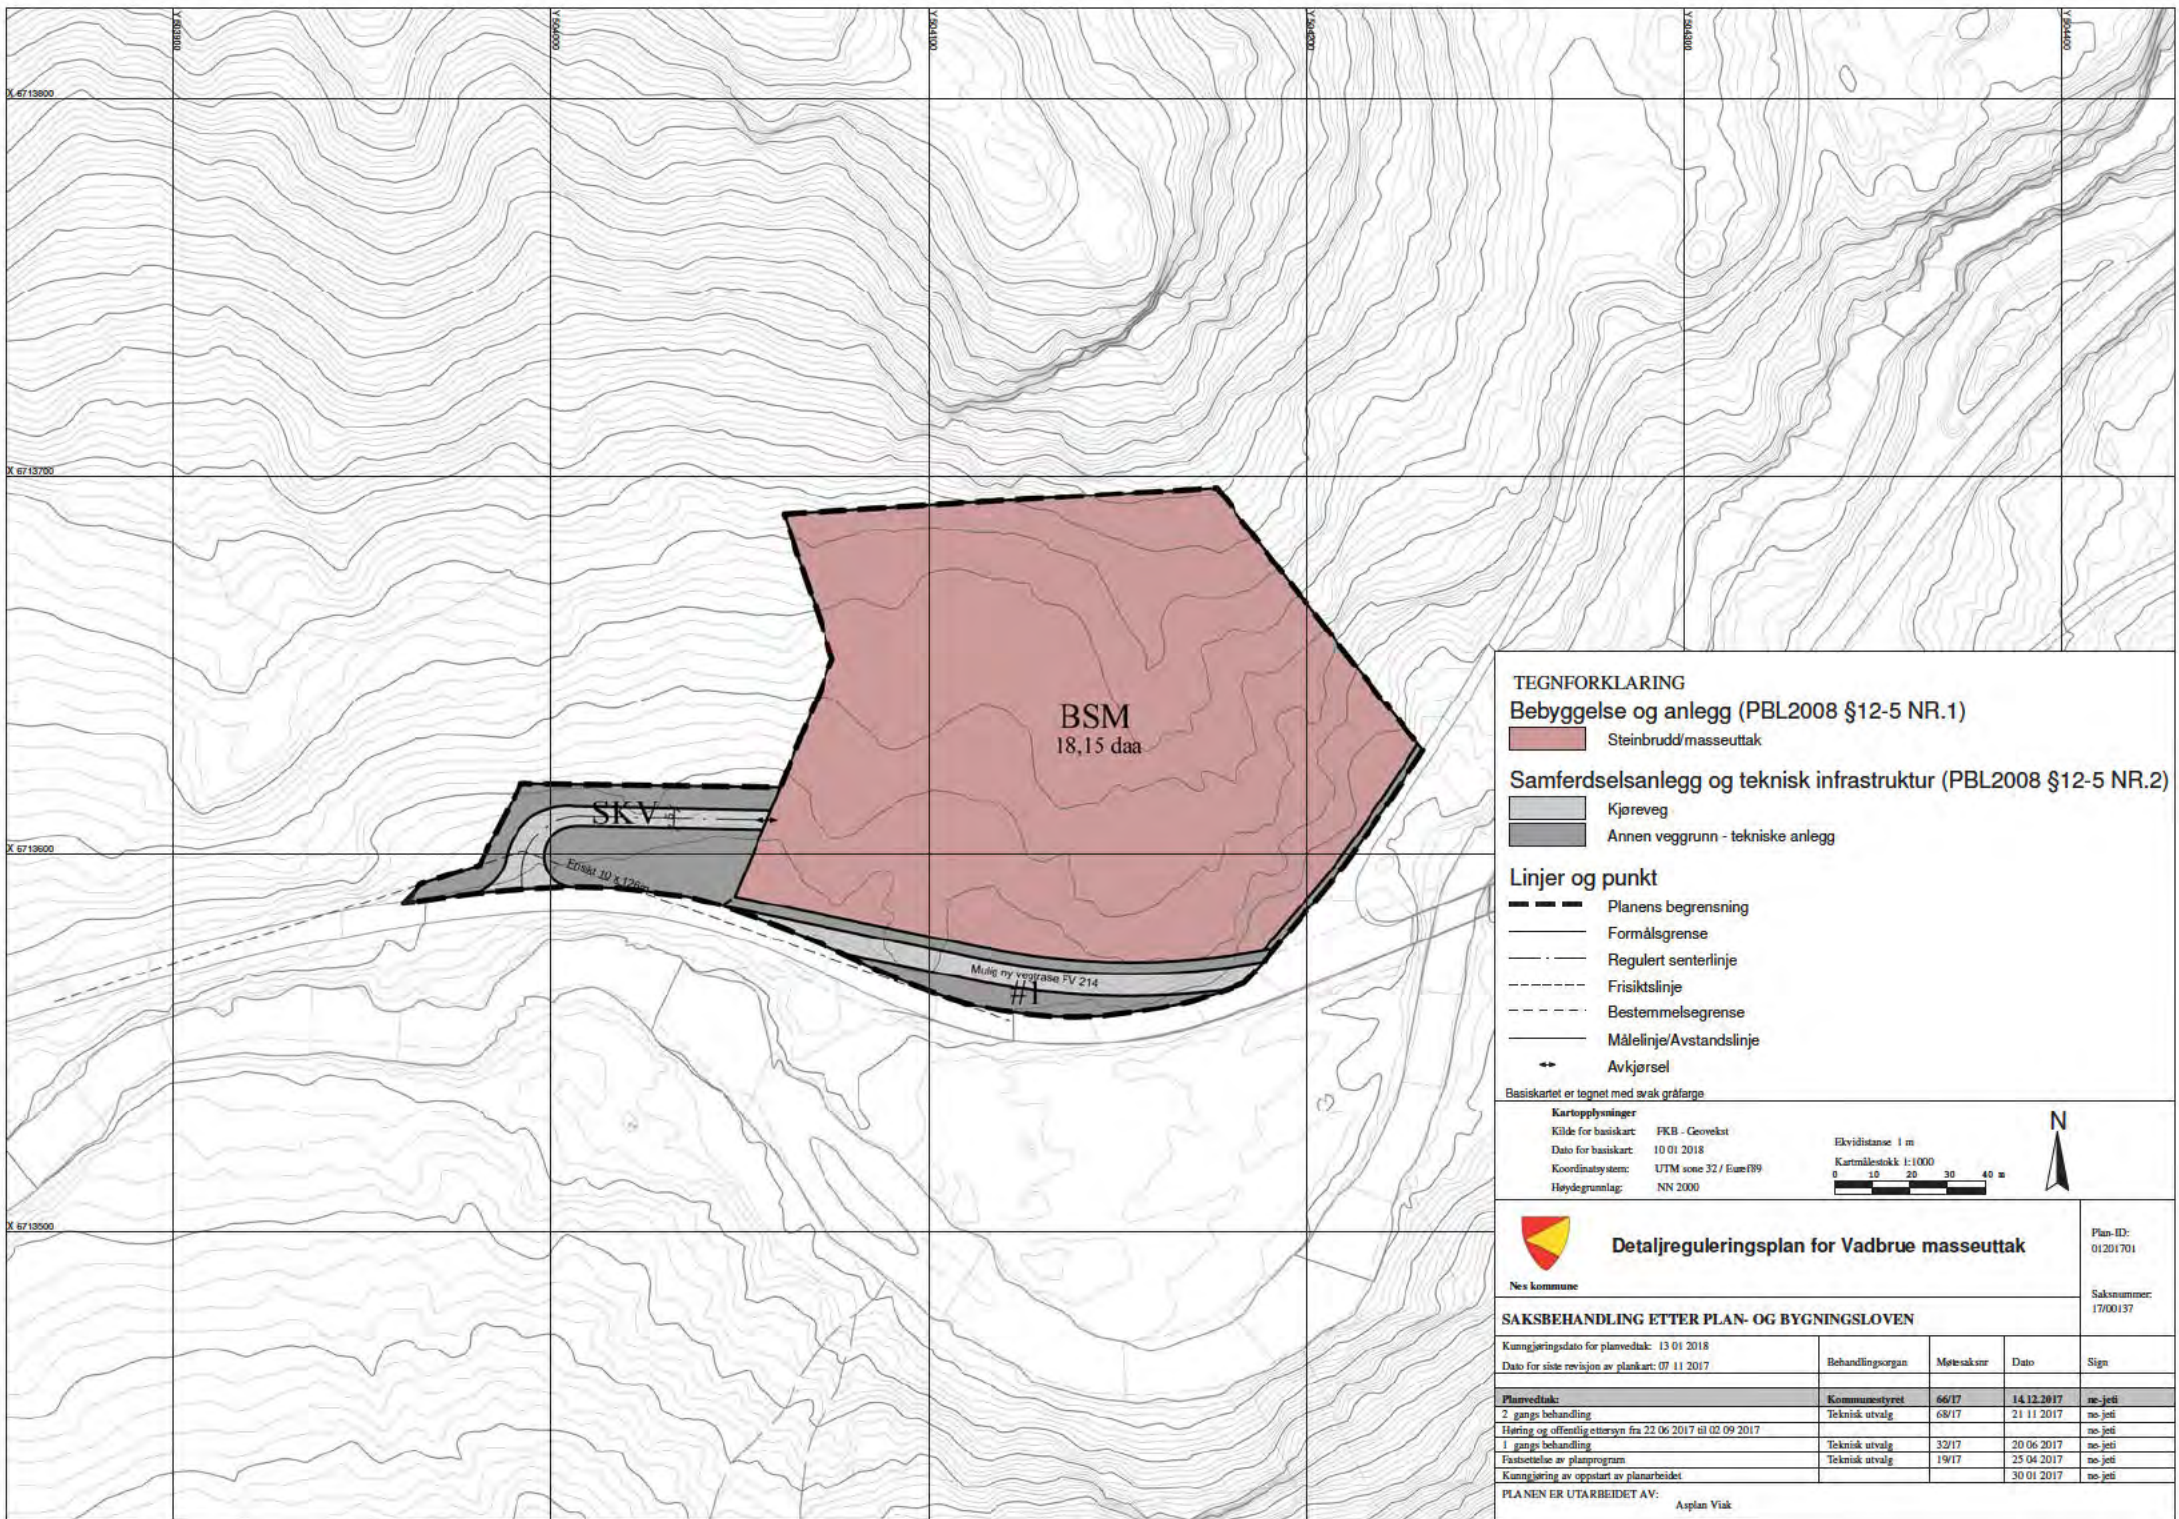 Y 503900
Y 504000
Y 504100
Y 504200
Y 504300
Y 504400
X 6713800
X 6713700
X 6713600
X 6713500
BSM
18,15 daa
SKV
Frisikt 10 x 126m
Mulig ny vegtrase FV 214
#1
TEGNFORKLARING
Bebyggelse og anlegg (PBL2008 §12-5 NR.1)
Steinbrudd/masseuttak
Samferdselsanlegg og teknisk infrastruktur (PBL2008 §12-5 NR.2)
Kjøreveg
Annen veggrunn - tekniske anlegg
Linjer og punkt
Planens begrensning
Formålsgrense
Regulert senterlinje
Frisiktslinje
Bestemmelsegrense
Målelinje/Avstandslinje
Avkjørsel
Basiskartet er tegnet med svak gråfarge
Kartopplysninger
Kilde for basiskart: FKB - Geovekst
Dato for basiskart: 10 01 2018
Koordinatsystem: UTM sone 32 / Euref89
Høydegrunnlag: NN 2000
Ekvidistanse 1 m
Kartmålestokk 1:1000
0 10 20 30 40 m
N
Nes kommune
Detaljreguleringsplan for Vadbrue masseuttak
Plan-ID:
01201701
Saksnummer:
17/00137
SAKSBEHANDLING ETTER PLAN- OG BYGNINGSLOVEN
Kunngjøringsdato for planvedtak: 13 01 2018
Dato for siste revisjon av plankart: 07 11 2017
Behandlingsorgan Møtesaksnr Dato Sign
Planvedtak: Kommunestyret 66/17 14.12.2017 ne-jeti
2 gangs behandling Teknisk utvalg 68/17 21 11 2017 ne-jeti
Høring og offentlig ettersyn fra 22 06 2017 til 02 09 2017 ne-jeti
1 gangs behandling Teknisk utvalg 32/17 20 06 2017 ne-jeti
Fastsettelse av planprogram Teknisk utvalg 19/17 25 04 2017 ne-jeti
Kunngjøring av oppstart av planarbeidet 30 01 2017 ne-jeti
PLANEN ER UTARBEIDET AV:
Asplan Viak